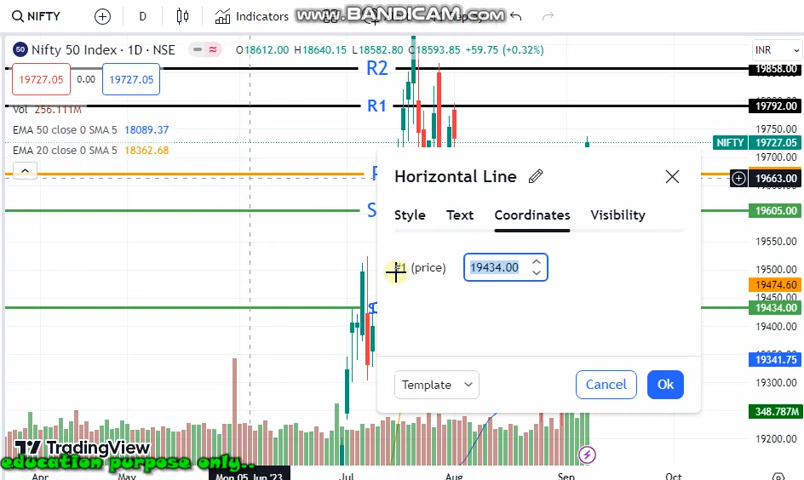 NIFTY
D
Indicators
www.BANDICAM.com
50
Nifty 50 Index · 1D · NSE
O18612.00 H18640.15 L18582.80 C18593.85 +59.75 (+0.32%)
INR
19727.05 0.00 19727.05
Vol 256.111M
EMA 50 close 0 SMA 5 18089.37
EMA 20 close 0 SMA 5 18362.68
R2
R1
19858.00
19792.00
19750.00
NIFTY 19727.05
19700.00
19663.00
19605.00
19550.00
19500.00
19474.60
19450.00
19434.00
19400.00
19341.75
19300.00
348.787M
19200.00
Horizontal Line
Style Text Coordinates Visibility
#1 (price) 19434.00
Template Cancel Ok
TradingView
education purpose only..
Apr May Mon 05 Jun '23 Jul Aug Sep Oct